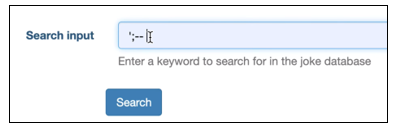 Search input
';--
Enter a keyword to search for in the joke database
Search